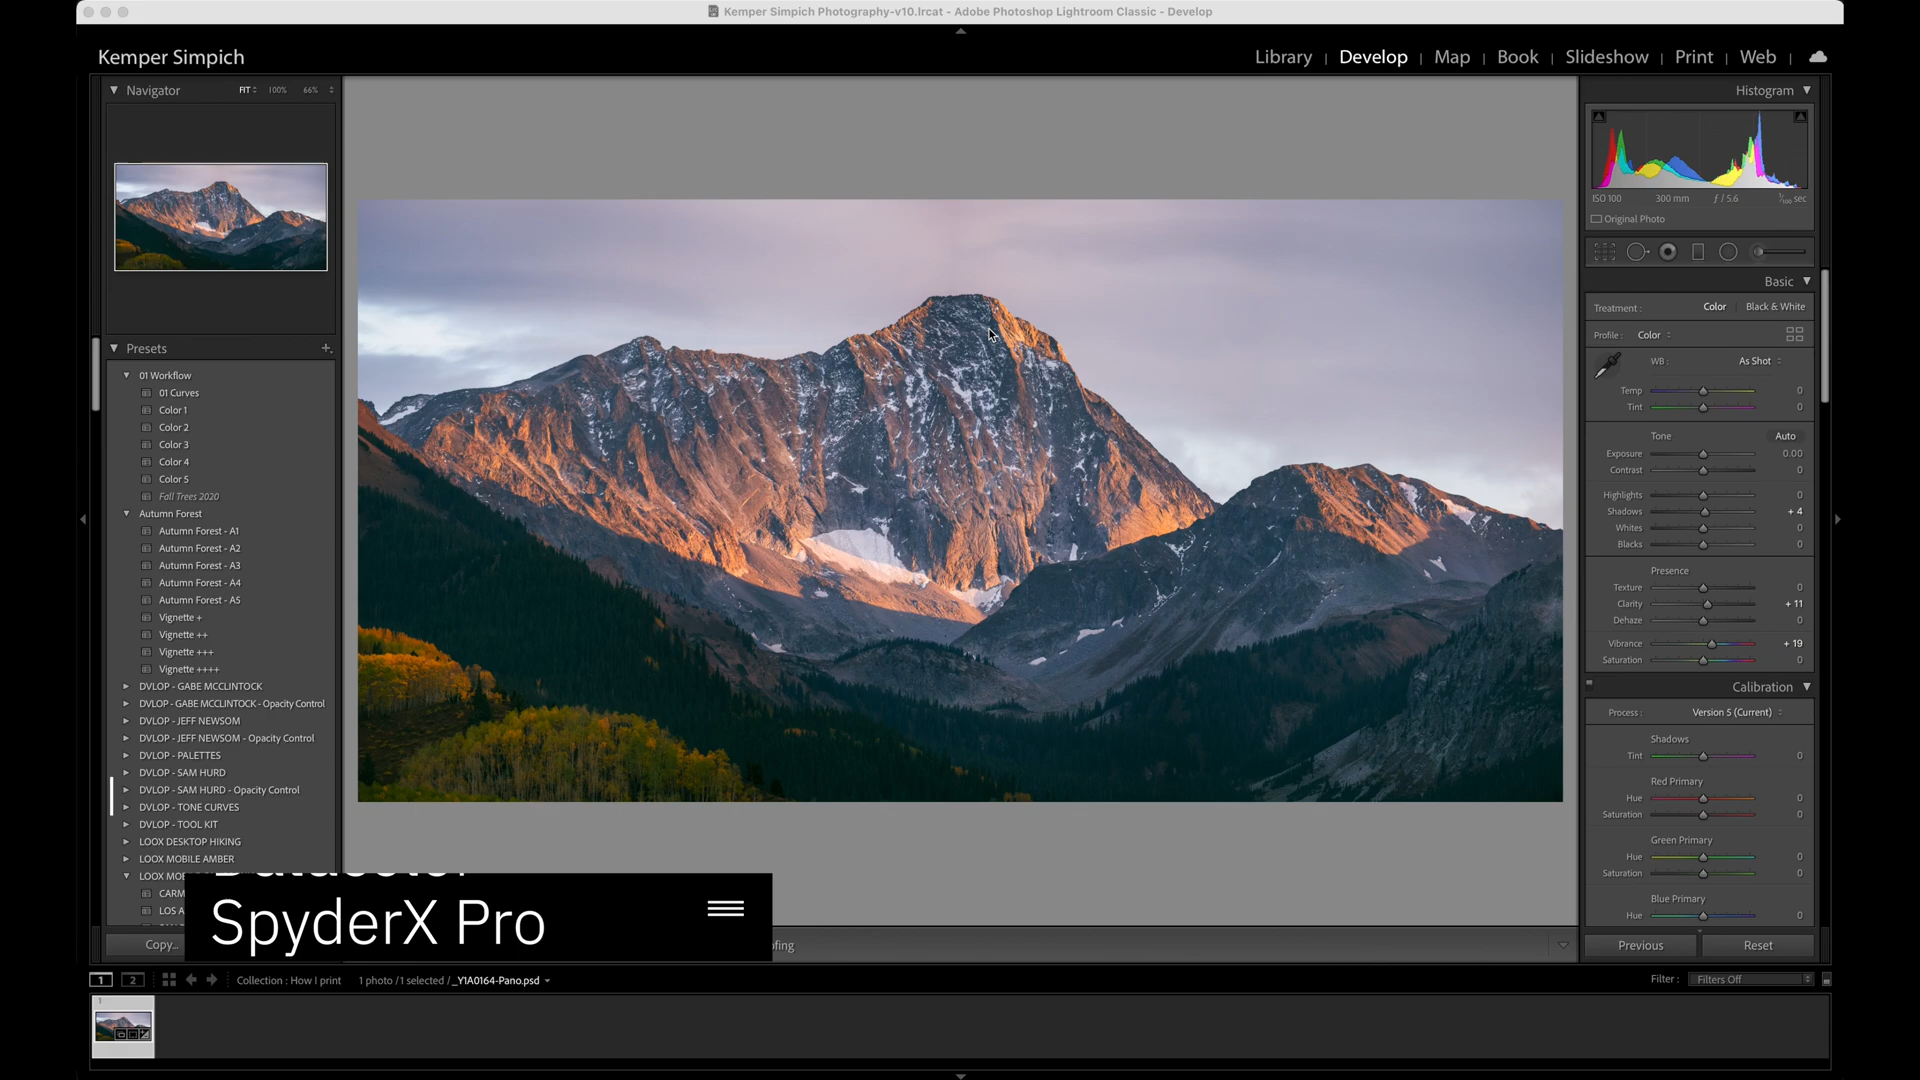 Kemper Simpich Photography-v10.lrcat - Adobe Photoshop Lightroom Classic - Develop
Kemper Simpich
Library | Develop | Map | Book | Slideshow | Print | Web |
Navigator FIT 100% 66%
Presets +
01 Workflow
01 Curves
Color 1
Color 2
Color 3
Color 4
Color 5
Fall Trees 2020
Autumn Forest
Autumn Forest - A1
Autumn Forest - A2
Autumn Forest - A3
Autumn Forest - A4
Autumn Forest - A5
Vignette +
Vignette ++
Vignette +++
Vignette ++++
DVLOP - GABE MCCLINTOCK
DVLOP - GABE MCCLINTOCK - Opacity Control
DVLOP - JEFF NEWSOM
DVLOP - JEFF NEWSOM - Opacity Control
DVLOP - PALETTES
DVLOP - SAM HURD
DVLOP - SAM HURD - Opacity Control
DVLOP - TONE CURVES
DVLOP - TOOL KIT
LOOX DESKTOP HIKING
LOOX MOBILE AMBER
LOOX
CARM
LOS A
Copy...
SpyderX Pro
Histogram
ISO 100 300 mm ƒ / 5.6 1/100 sec
Original Photo
Basic
Treatment : Color Black & White
Profile : Color
WB : As Shot
Temp 0
Tint 0
Tone Auto
Exposure 0.00
Contrast 0
Highlights 0
Shadows + 4
Whites 0
Blacks 0
Presence
Texture 0
Clarity + 11
Dehaze 0
Vibrance + 19
Saturation 0
Calibration
Process : Version 5 (Current)
Shadows
Tint 0
Red Primary
Hue 0
Saturation 0
Green Primary
Hue 0
Saturation 0
Blue Primary
Hue 0
Previous Reset
1 2 Collection : How I print 1 photo / 1 selected / _Y1A0164-Pano.psd
Filter : Filters Off
1